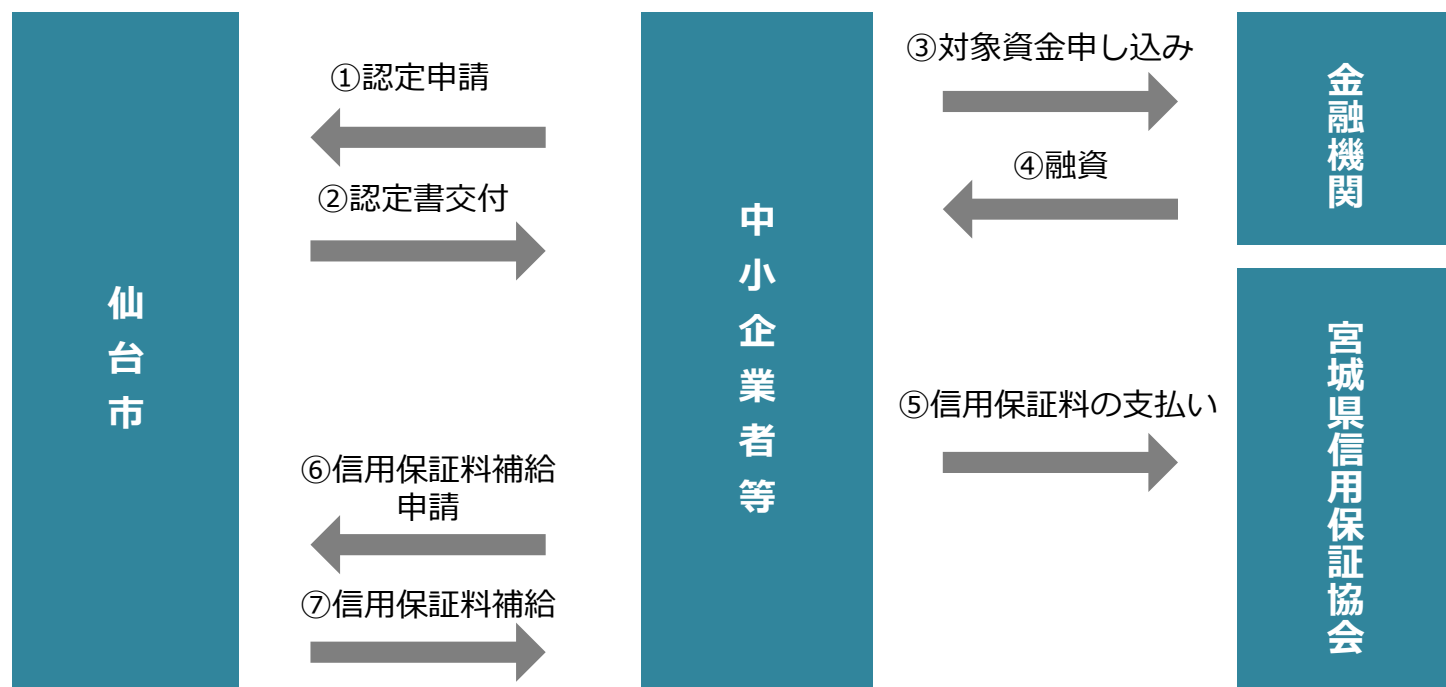 仙台市
①認定申請
②認定書交付
⑥信用保証料補給
申請
⑦信用保証料補給
中小企業者等
③対象資金申し込み
④融資
⑤信用保証料の支払い
金融機関
宮城県信用保証協会